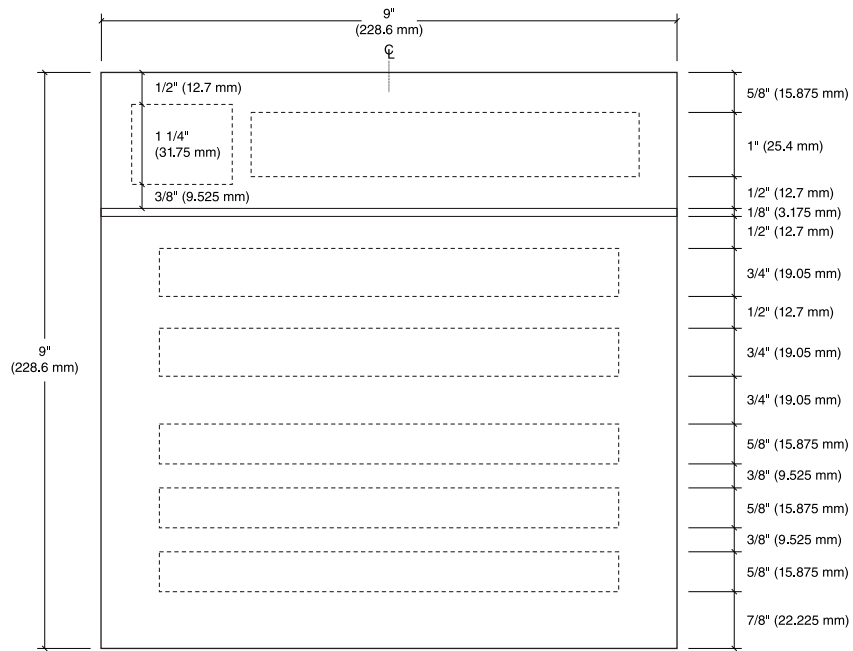 9"
(228.6 mm)
℄
1/2" (12.7 mm)
1 1/4"
(31.75 mm)
3/8" (9.525 mm)
9"
(228.6 mm)
5/8" (15.875 mm)
1" (25.4 mm)
1/2" (12.7 mm)
1/8" (3.175 mm)
1/2" (12.7 mm)
3/4" (19.05 mm)
1/2" (12.7 mm)
3/4" (19.05 mm)
3/4" (19.05 mm)
5/8" (15.875 mm)
3/8" (9.525 mm)
5/8" (15.875 mm)
3/8" (9.525 mm)
5/8" (15.875 mm)
7/8" (22.225 mm)